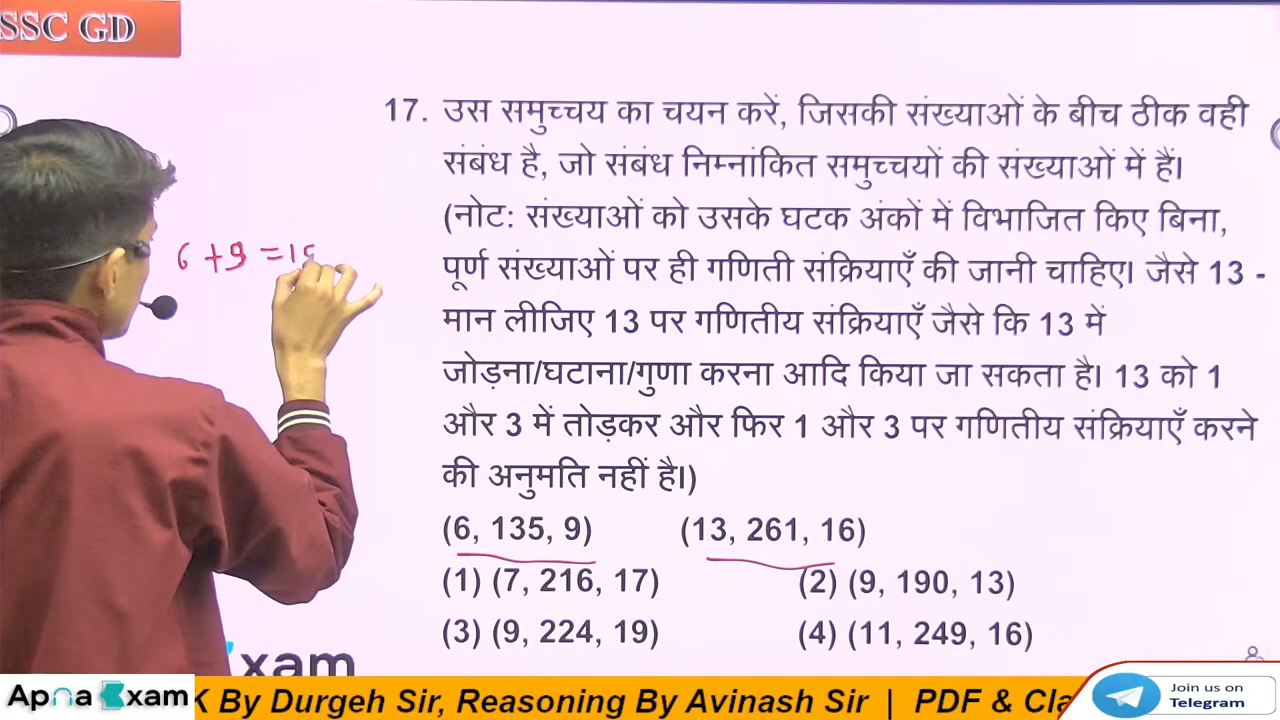 SSC GD
17. उस समुच्चय का चयन करें, जिसकी संख्याओं के बीच ठीक वही
संबंध है, जो संबंध निम्नांकित समुच्चयों की संख्याओं में हैं।
(नोट: संख्याओं को उसके घटक अंकों में विभाजित किए बिना,
6 + 9 =
पूर्ण संख्याओं पर ही गणिती संक्रियाएँ की जानी चाहिए। जैसे 13 -
मान लीजिए 13 पर गणितीय संक्रियाएँ जैसे कि 13 में
जोड़ना/घटाना/गुणा करना आदि किया जा सकता है। 13 को 1
और 3 में तोड़कर और फिर 1 और 3 पर गणितीय संक्रियाएँ करने
की अनुमति नहीं है।)
(6, 135, 9) (13, 261, 16)
(1) (7, 216, 17) (2) (9, 190, 13)
(3) (9, 224, 19) (4) (11, 249, 16)
xam
Apna Exam K By Durgeh Sir, Reasoning By Avinash Sir | PDF & Cla
Join us on
Telegram